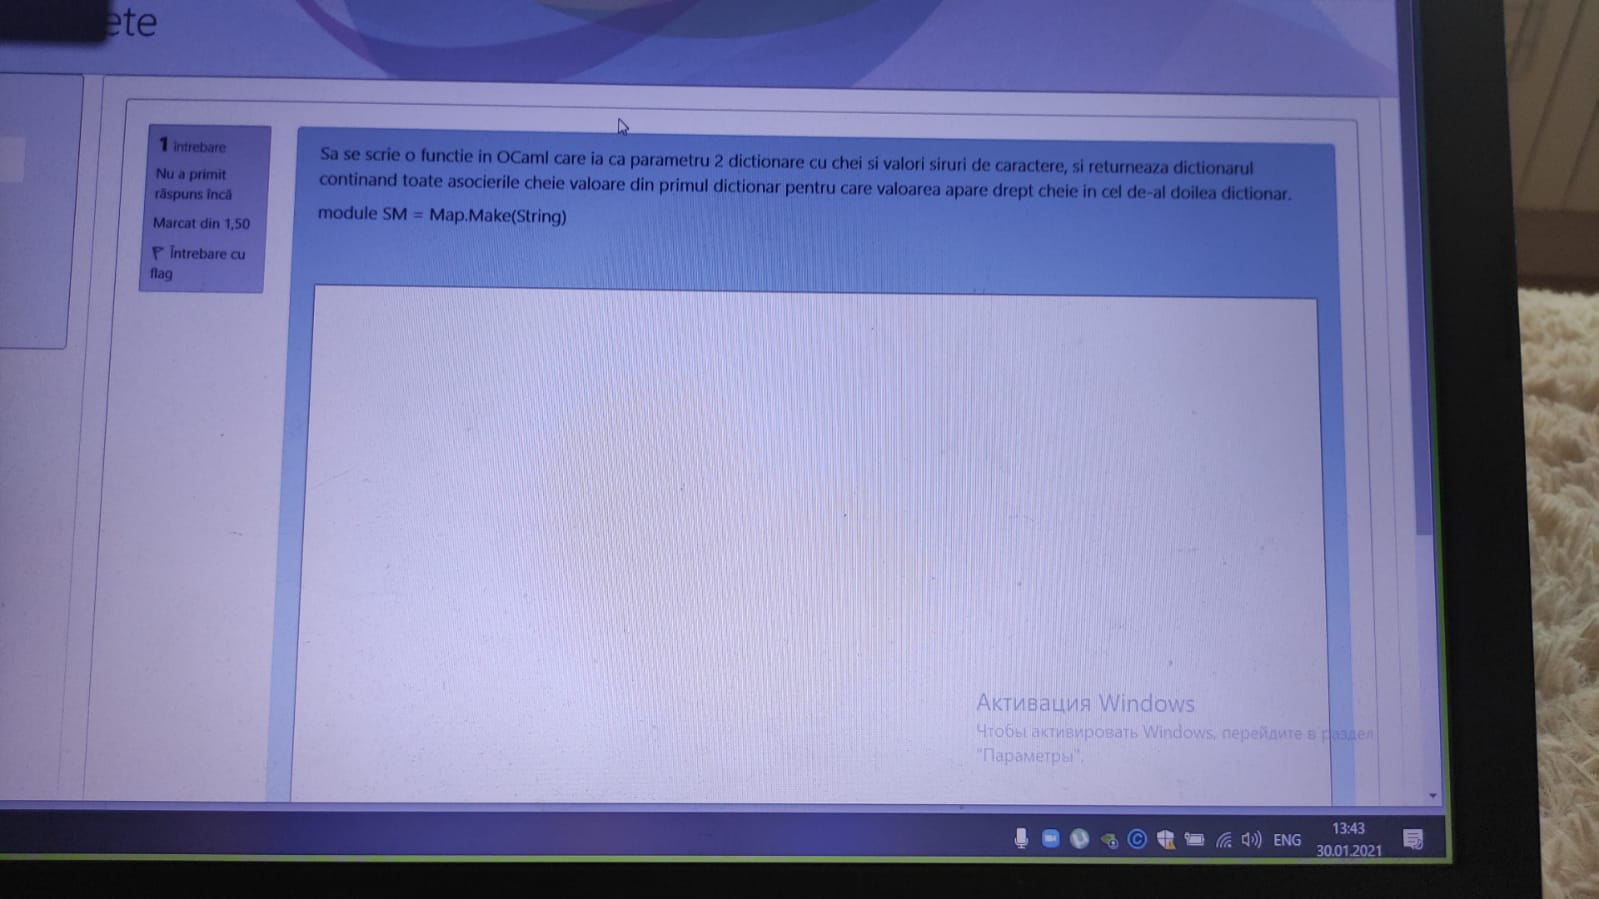 ete
1 întrebare
Nu a primit
răspuns încă
Marcat din 1,50
Întrebare cu
flag
Sa se scrie o functie in OCaml care ia ca parametru 2 dictionare cu chei si valori siruri de caractere, si returneaza dictionarul
continand toate asocierile cheie valoare din primul dictionar pentru care valoarea apare drept cheie in cel de-al doilea dictionar.
module SM = Map.Make(String)
Активация Windows
Чтобы активировать Windows, перейдите в раздел
"Параметры".
ENG
13:43
30.01.2021